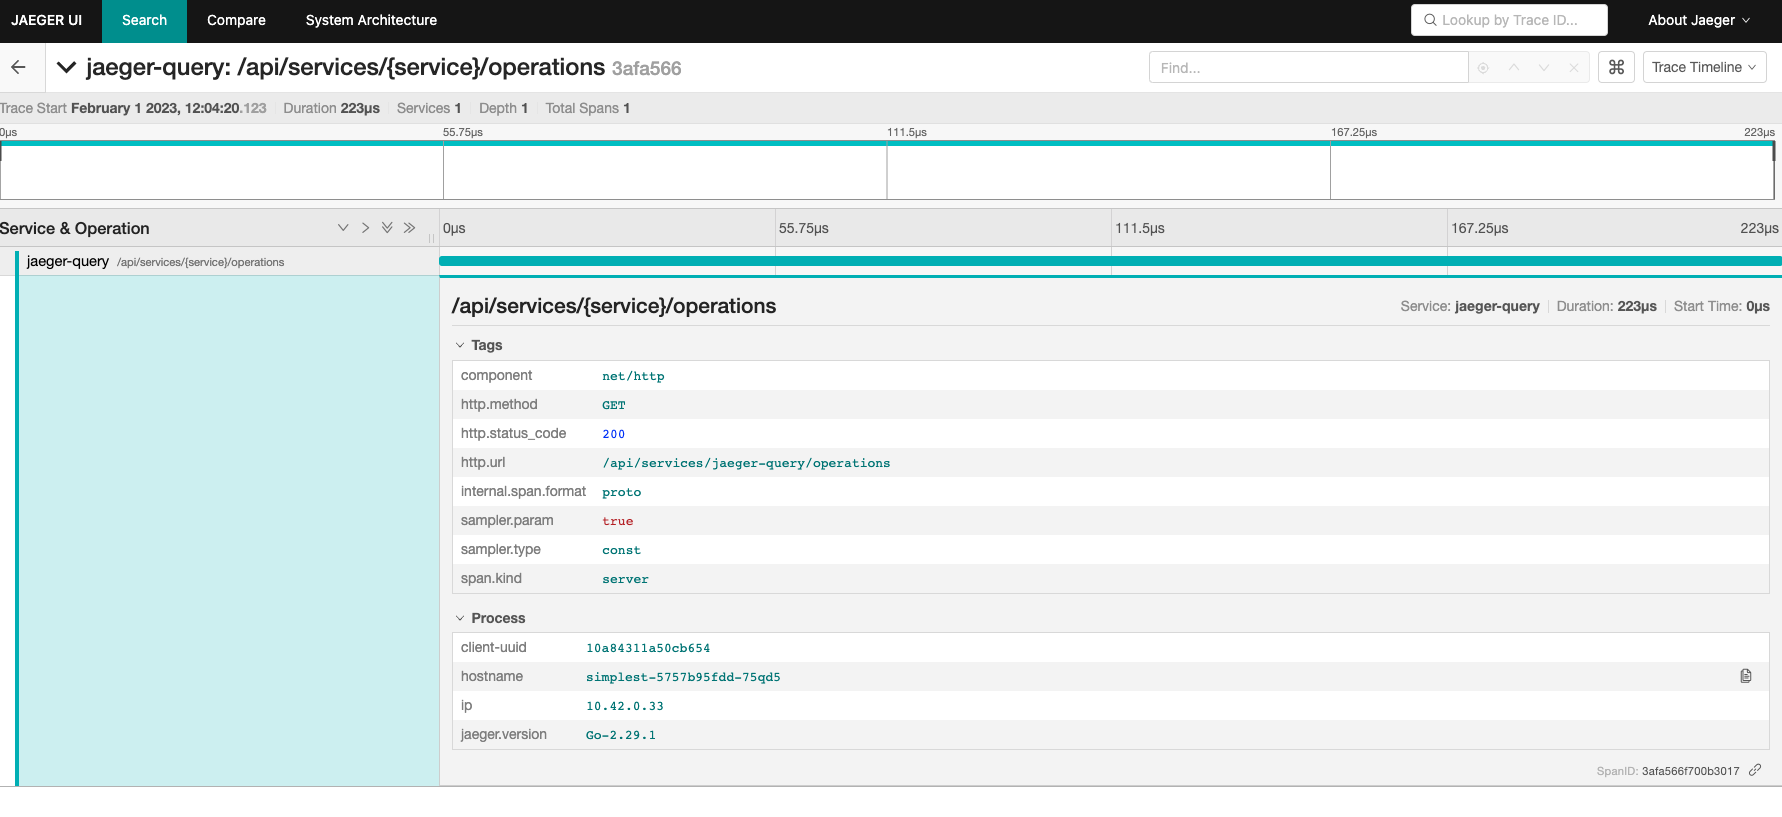 JAEGER UI Search Compare System Architecture Lookup by Trace ID... About Jaeger
jaeger-query: /api/services/{service}/operations 3afa566 Find... Trace Timeline
Trace Start February 1 2023, 12:04:20.123 Duration 223μs Services 1 Depth 1 Total Spans 1
0μs 55.75μs 111.5μs 167.25μs 223μs
Service & Operation 0μs 55.75μs 111.5μs 167.25μs 223μs
jaeger-query /api/services/{service}/operations
/api/services/{service}/operations Service: jaeger-query Duration: 223μs Start Time: 0μs
Tags
component net/http
http.method GET
http.status_code 200
http.url /api/services/jaeger-query/operations
internal.span.format proto
sampler.param true
sampler.type const
span.kind server
Process
client-uuid 10a84311a50cb654
hostname simplest-5757b95fdd-75qd5
ip 10.42.0.33
jaeger.version Go-2.29.1
SpanID: 3afa566f700b3017